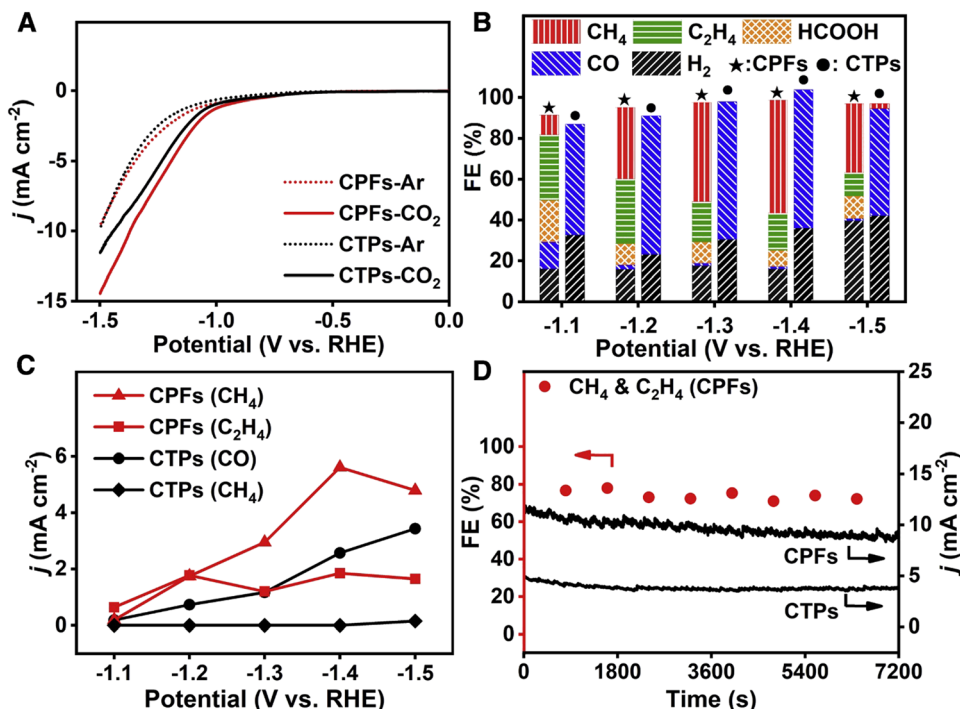 A
0
-5
-10
-15
j (mA cm-2)
CPFs-Ar
CPFs-CO2
CTPs-Ar
CTPs-CO2
-1.5 -1.0 -0.5 0.0
Potential (V vs. RHE)
B
CH4 C2H4 HCOOH
CO H2 ★:CPFs ●: CTPs
100
80
60
40
20
0
FE (%)
-1.1 -1.2 -1.3 -1.4 -1.5
Potential (V vs. RHE)
C
CPFs (CH4)
CPFs (C2H4)
CTPs (CO)
CTPs (CH4)
6
4
2
0
j (mA cm-2)
-1.1 -1.2 -1.3 -1.4 -1.5
Potential (V vs. RHE)
D
CH4 & C2H4 (CPFs)
100
80
60
40
20
0
FE (%)
CPFs
CTPs
25
20
15
10
5
0
j (mA cm-2)
0 1800 3600 5400 7200
Time (s)